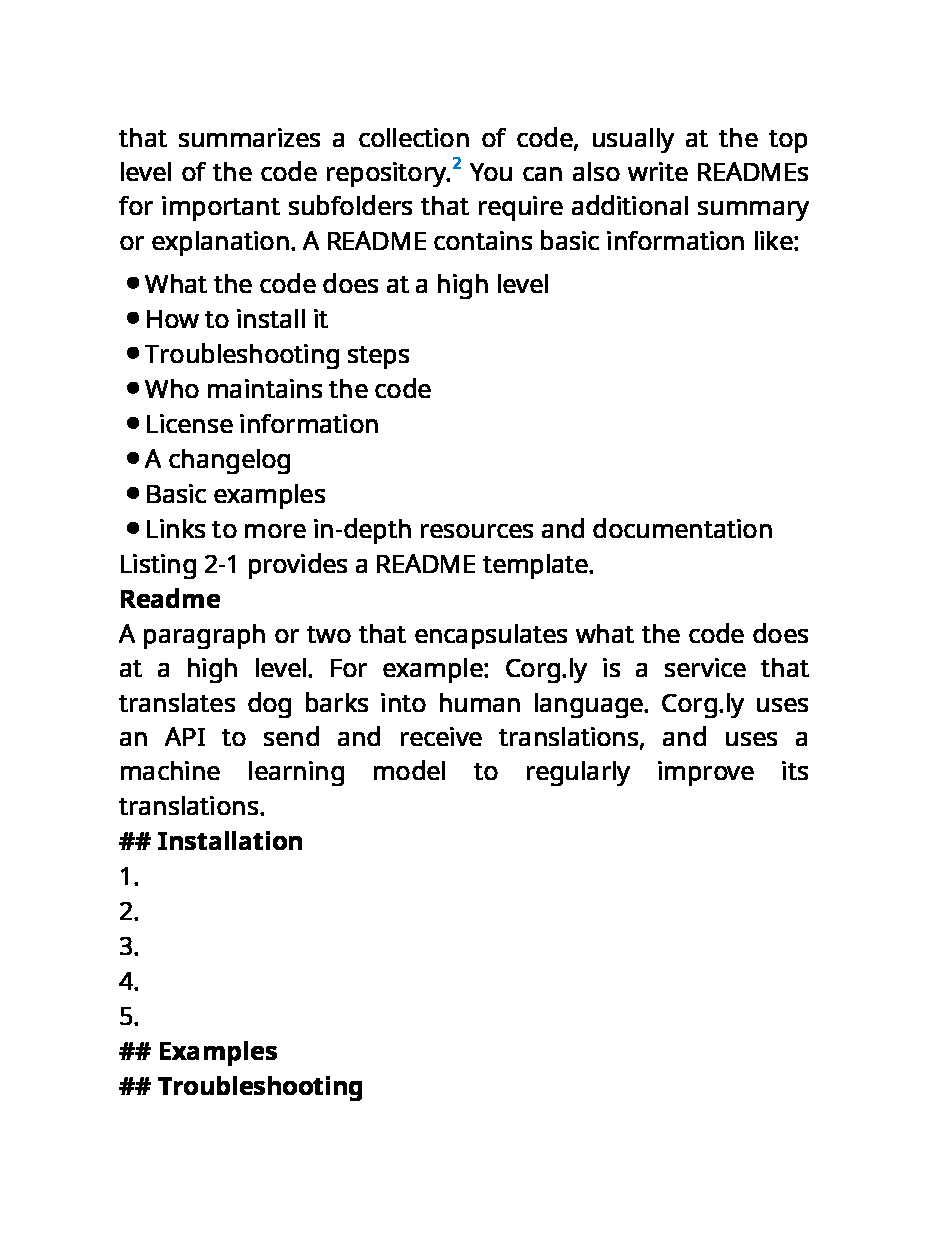 that summarizes a collection of code, usually at the top
level of the code repository.2 You can also write READMEs
for important subfolders that require additional summary
or explanation. A README contains basic information like:
●What the code does at a high level
●How to install it
●Troubleshooting steps
●Who maintains the code
●License information
●A changelog
●Basic examples
●Links to more in-depth resources and documentation
Listing 2-1 provides a README template.
Readme
A paragraph or two that encapsulates what the code does
at a high level. For example: Corg.ly is a service that
translates dog barks into human language. Corg.ly uses
an API to send and receive translations, and uses a
machine learning model to regularly improve its
translations.
## Installation
1.
2.
3.
4.
5.
## Examples
## Troubleshooting